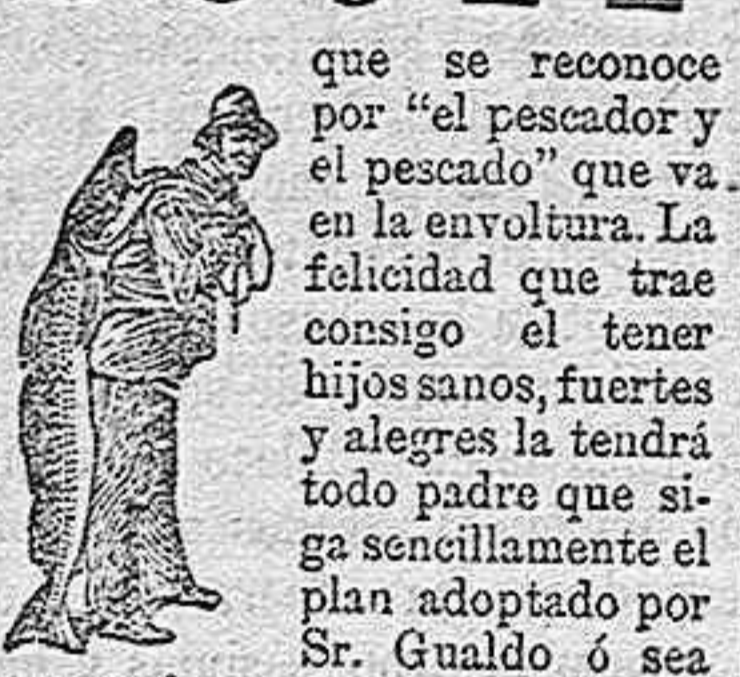 que se reconoce
por “el pescador y
el pescado” que va
en la envoltura. La
felicidad que trae
consigo el tener
hijos sanos, fuertes
y alegres la tendrá
todo padre que si-
ga sencillamente el
plan adoptado por
Sr. Gualdo ó sea